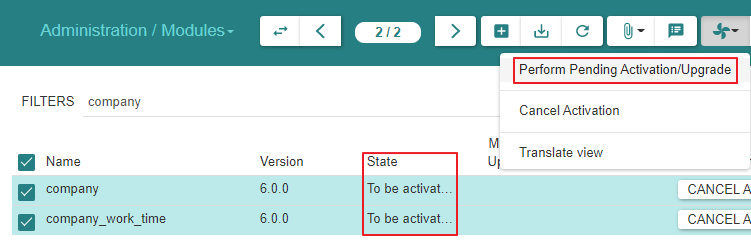 Administration / Modules
2 / 2
Perform Pending Activation/Upgrade
Cancel Activation
Translate view
FILTERS company
Name Version State
company 6.0.0 To be activat... CANCEL A
company_work_time 6.0.0 To be activat... CANCEL A